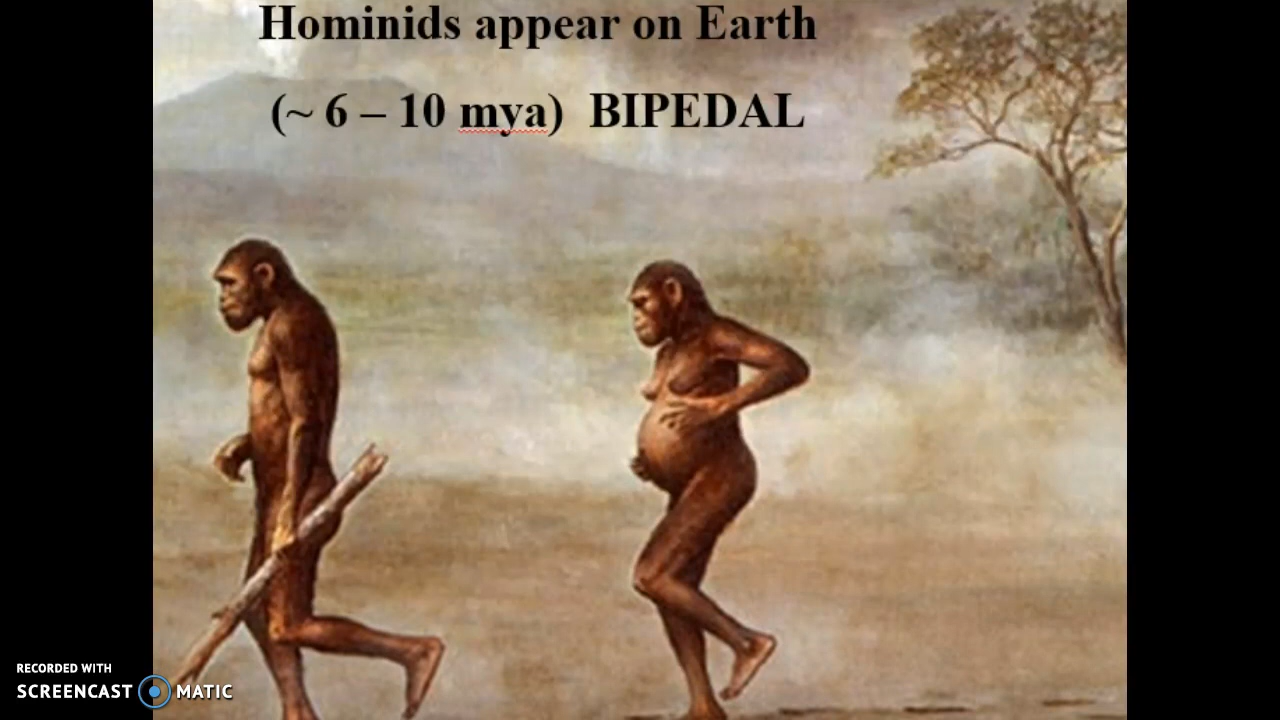 Hominids appear on Earth
(~ 6 – 10 mya) BIPEDAL
RECORDED WITH
SCREENCAST MATIC